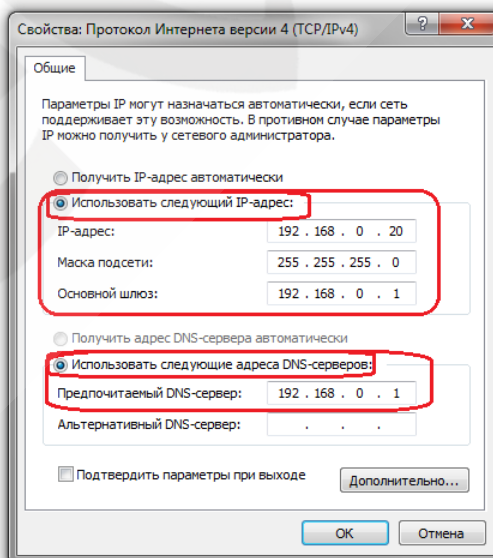 Свойства: Протокол Интернета версии 4 (TCP/IPv4)
Общие
Параметры IP могут назначаться автоматически, если сеть
поддерживает эту возможность. В противном случае параметры
IP можно получить у сетевого администратора.
Получить IP-адрес автоматически
Использовать следующий IP-адрес:
IP-адрес: 192 . 168 . 0 . 20
Маска подсети: 255 . 255 . 255 . 0
Основной шлюз: 192 . 168 . 0 . 1
Получить адрес DNS-сервера автоматически
Использовать следующие адреса DNS-серверов:
Предпочитаемый DNS-сервер: 192 . 168 . 0 . 1
Альтернативный DNS-сервер: . . .
Подтвердить параметры при выходе
Дополнительно...
ОК Отмена